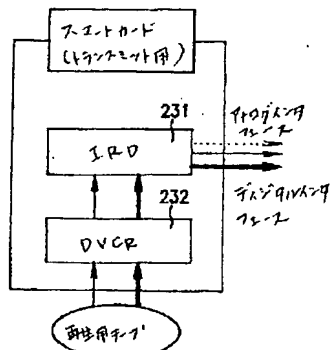 スマートカード
(トランスミット用)
231
IRD
アナログインタ
フェース
ディジタルインタ
フェース
232
DVCR
再生用テープ